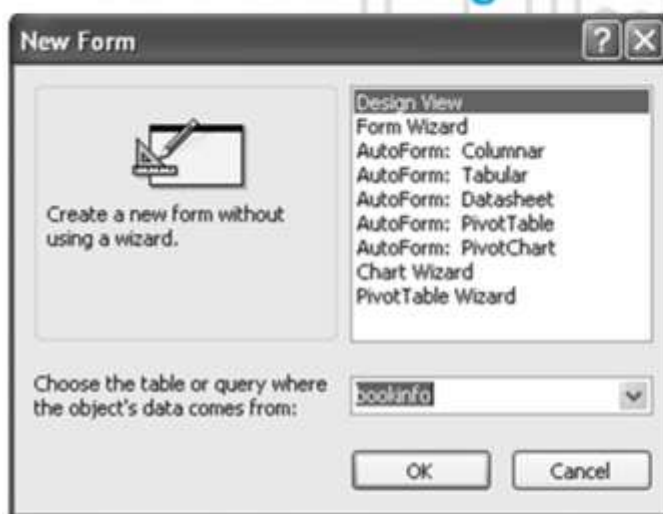 New Form
Create a new form without
using a wizard.
Design View
Form Wizard
AutoForm: Columnar
AutoForm: Tabular
AutoForm: Datasheet
AutoForm: PivotTable
AutoForm: PivotChart
Chart Wizard
PivotTable Wizard
Choose the table or query where
the object's data comes from:
bookinfo
OK
Cancel